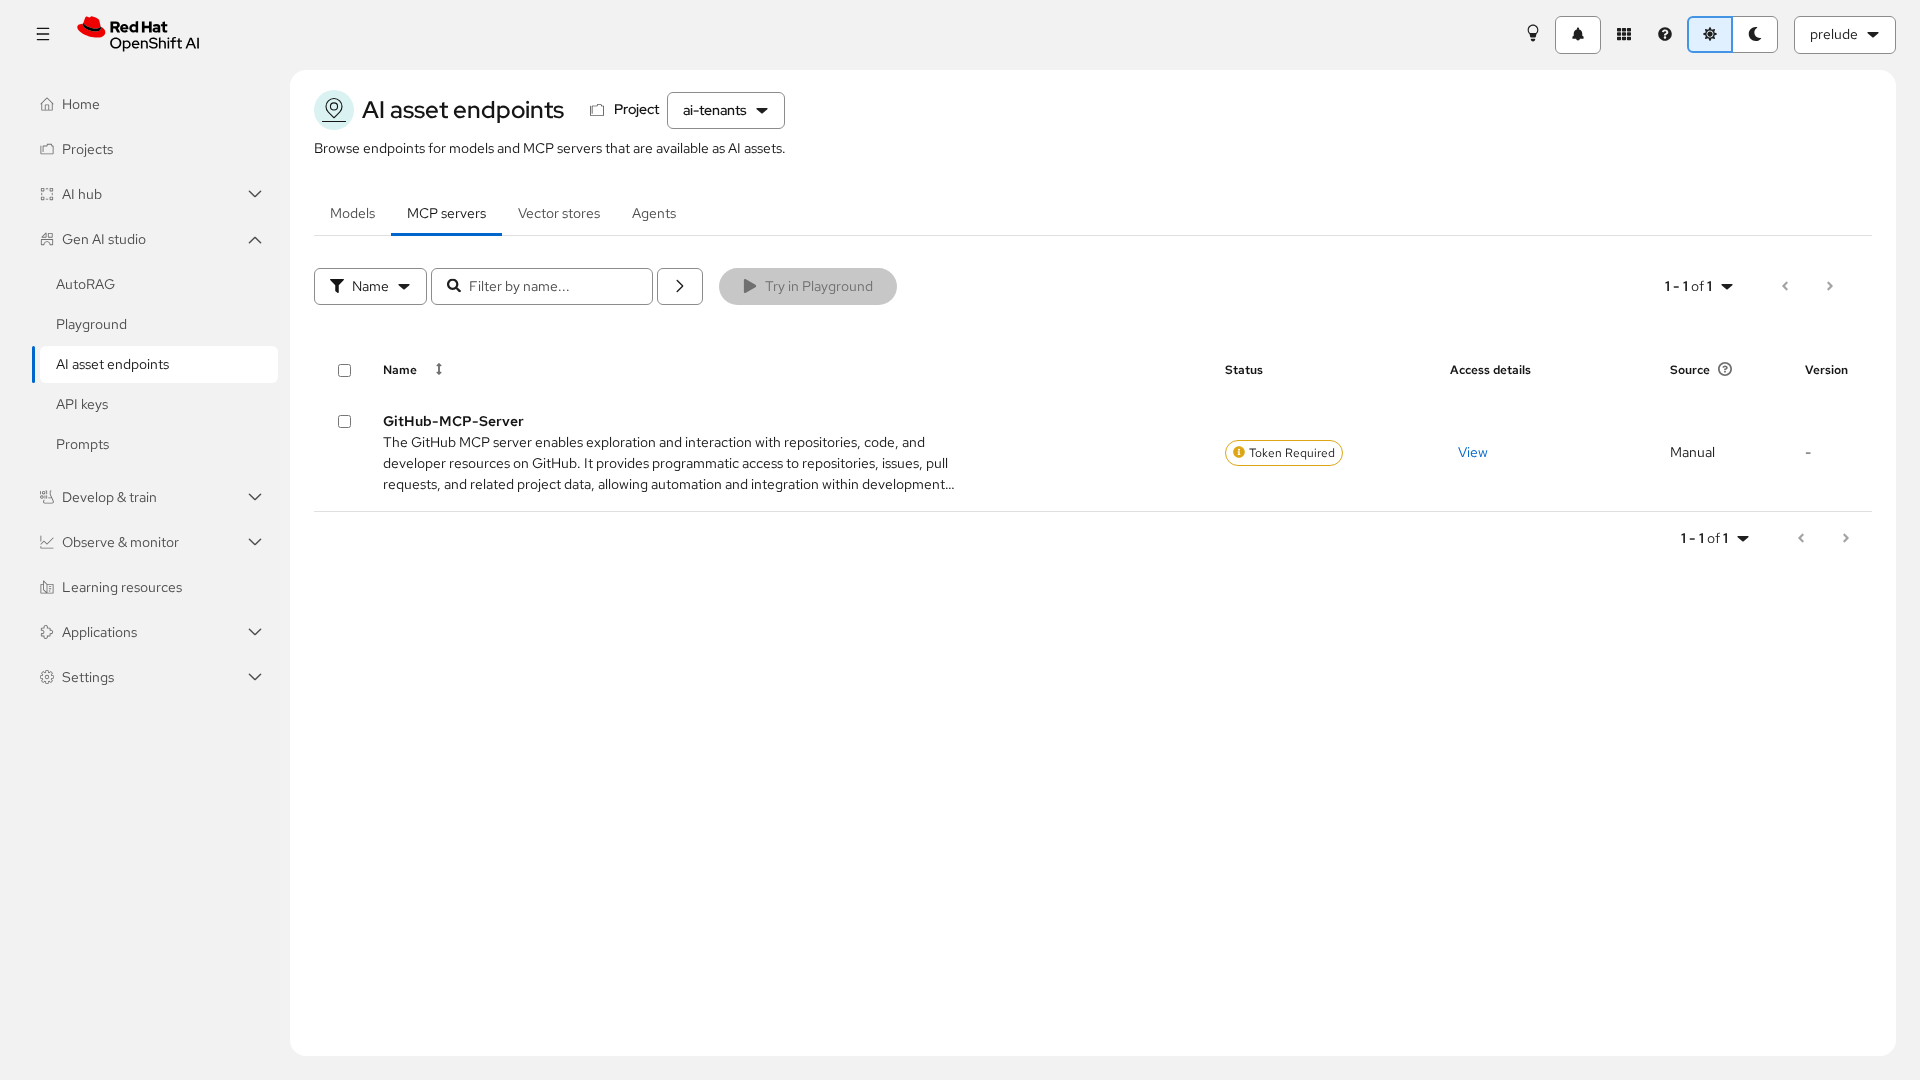 Red Hat
OpenShift AI
prelude
Home
Projects
AI hub
Gen AI studio
AutoRAG
Playground
AI asset endpoints
API keys
Prompts
Develop & train
Observe & monitor
Learning resources
Applications
Settings
AI asset endpoints
Project
ai-tenants
Browse endpoints for models and MCP servers that are available as AI assets.
Models
MCP servers
Vector stores
Agents
Name
Filter by name...
Try in Playground
1 - 1 of 1
Name
Status
Access details
Source
Version
GitHub-MCP-Server
The GitHub MCP server enables exploration and interaction with repositories, code, and
developer resources on GitHub. It provides programmatic access to repositories, issues, pull
requests, and related project data, allowing automation and integration within development...
Token Required
View
Manual
-
1 - 1 of 1